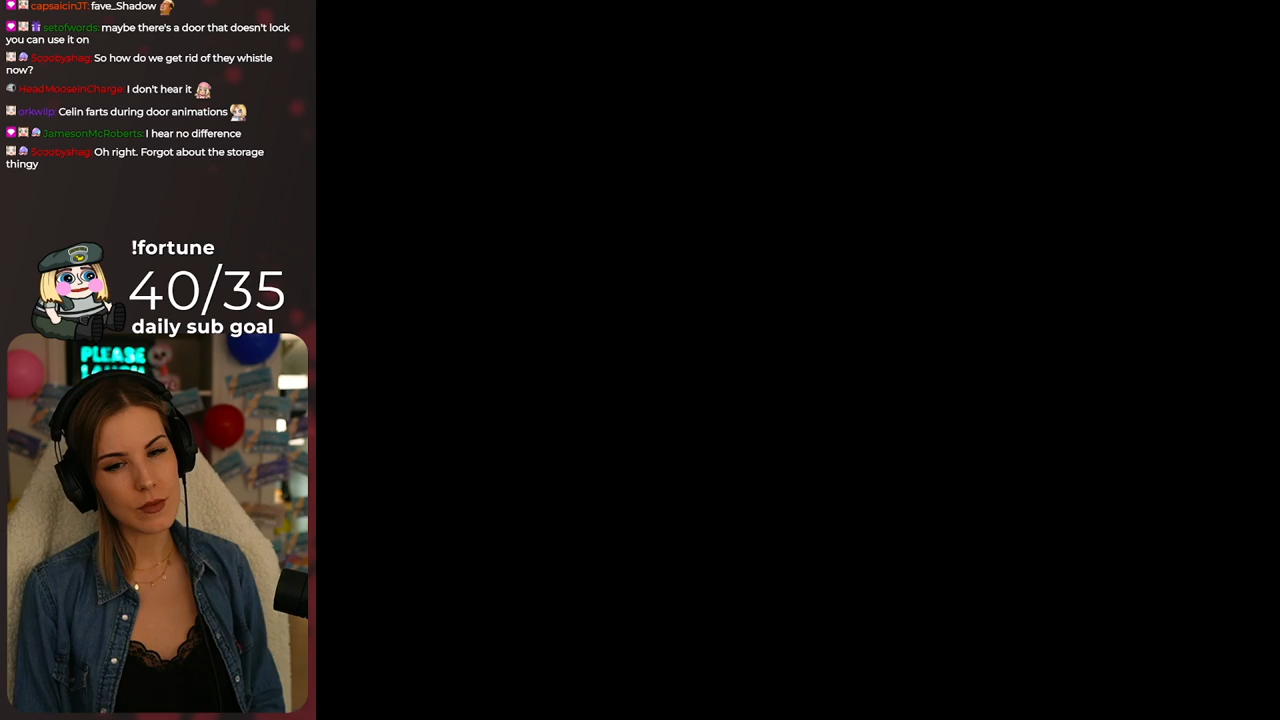 capsaicinJT: fave_Shadow
setofwords: maybe there's a door that doesn't lock
you can use it on
Scoobyshag: So how do we get rid of they whistle
now?
HeadMooseInCharge: I don't hear it
orkwilp: Celin farts during door animations
JamesonMcRoberts: I hear no difference
Scoobyshag: Oh right. Forgot about the storage
thingy
!fortune
40/35
daily sub goal
PLEASE
LAUGH